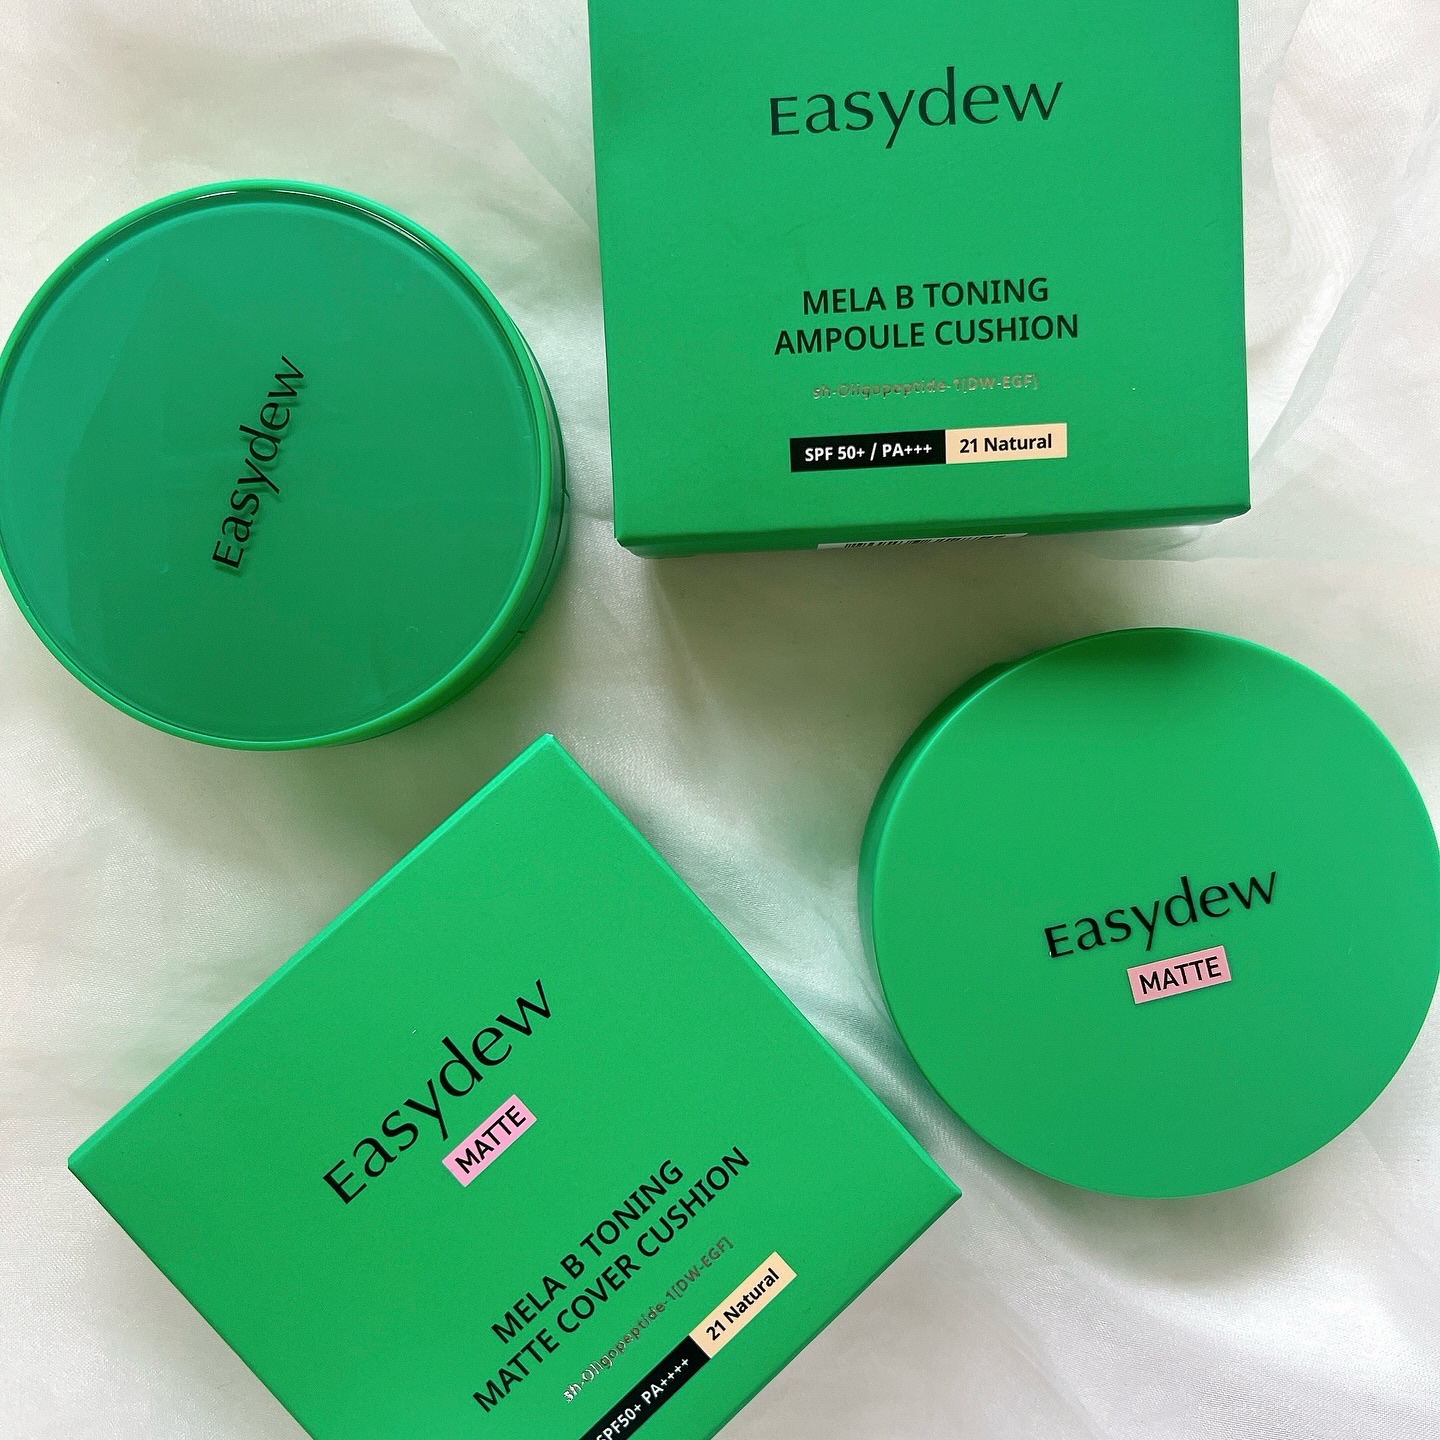 Easydew
MELA B TONING
AMPOULE CUSHION
sh-Oligopeptide-1[DW-EGF]
SPF 50+ / PA+++ 21 Natural
Easydew
Easydew
MATTE
Easydew
MATTE
MELA B TONING
MATTE COVER CUSHION
sh-Oligopeptide-1[DW-EGF]
SPF50+ PA++++ 21 Natural